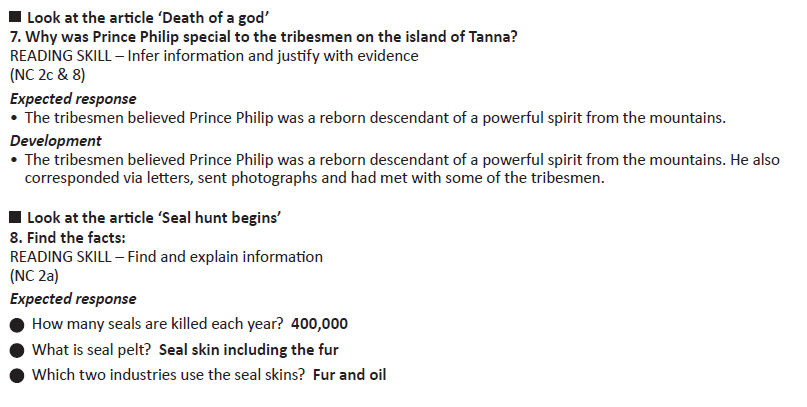 ■ Look at the article ‘Death of a god’
7. Why was Prince Philip special to the tribesmen on the island of Tanna?
READING SKILL – Infer information and justify with evidence
(NC 2c & 8)
Expected response
• The tribesmen believed Prince Philip was a reborn descendant of a powerful spirit from the mountains.
Development
• The tribesmen believed Prince Philip was a reborn descendant of a powerful spirit from the mountains. He also
corresponded via letters, sent photographs and had met with some of the tribesmen.
■ Look at the article ‘Seal hunt begins’
8. Find the facts:
READING SKILL – Find and explain information
(NC 2a)
Expected response
● How many seals are killed each year? 400,000
● What is seal pelt? Seal skin including the fur
● Which two industries use the seal skins? Fur and oil